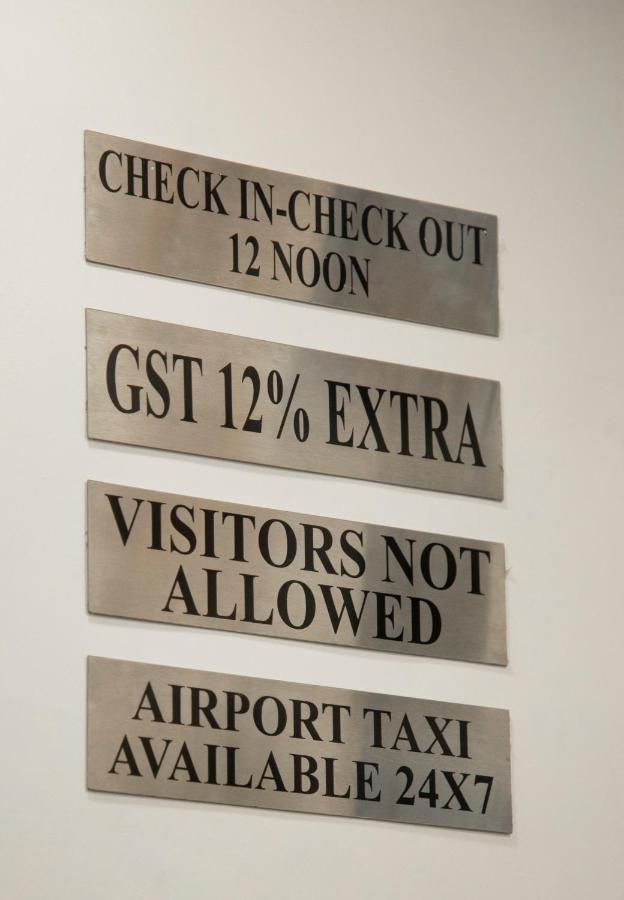 CHECK IN-CHECK OUT
12 NOON
GST 12% EXTRA
VISITORS NOT
ALLOWED
AIRPORT TAXI
AVAILABLE 24X7